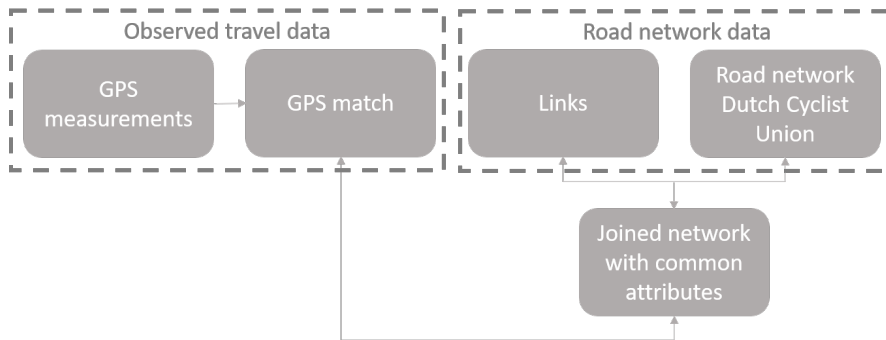 Observed travel data
GPS
measurements
GPS match
Road network data
Links
Road network
Dutch Cyclist
Union
Joined network
with common
attributes